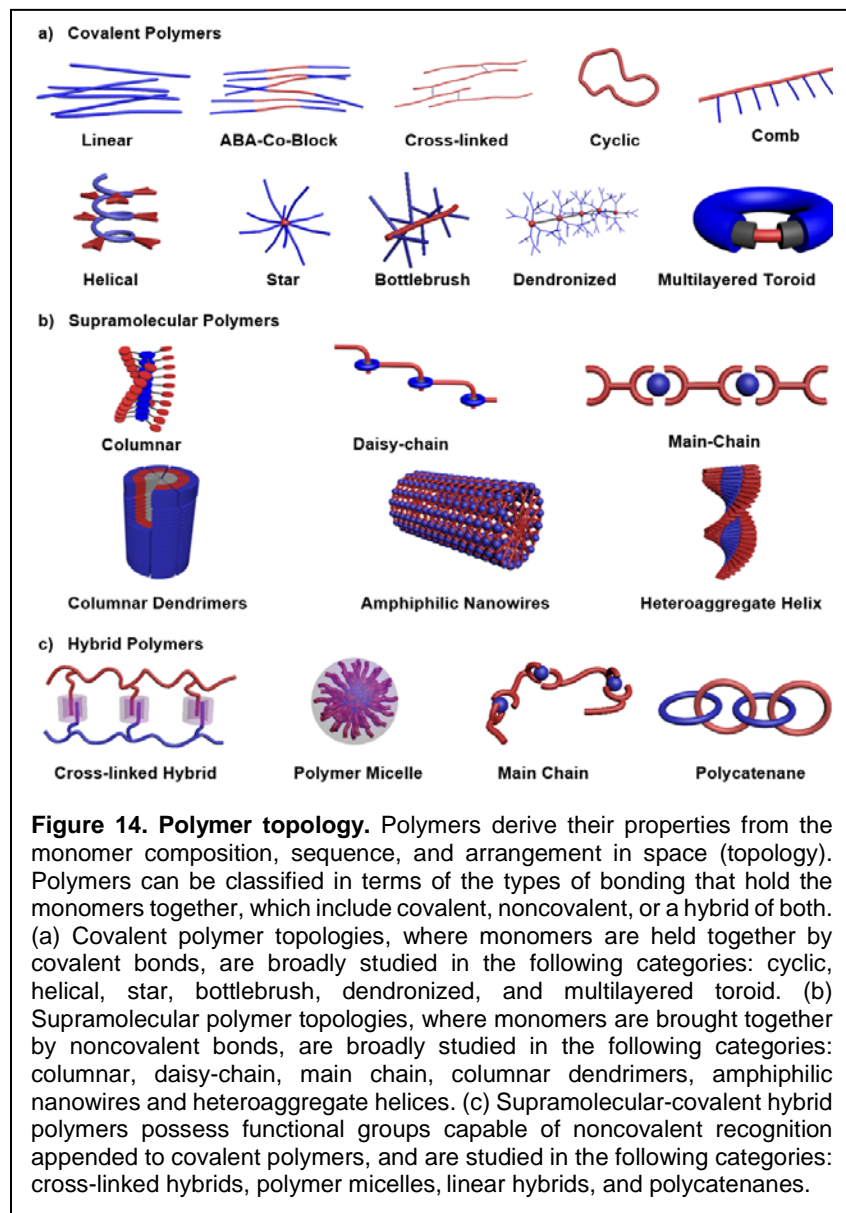 a) Covalent Polymers
Linear ABA-Co-Block Cross-linked Cyclic Comb
Helical Star Bottlebrush Dendronized Multilayered Toroid
b) Supramolecular Polymers
Columnar Daisy-chain Main-Chain
Columnar Dendrimers Amphiphilic Nanowires Heteroaggregate Helix
c) Hybrid Polymers
Cross-linked Hybrid Polymer Micelle Main Chain Polycatenane
Figure 14. Polymer topology. Polymers derive their properties from the
monomer composition, sequence, and arrangement in space (topology).
Polymers can be classified in terms of the types of bonding that hold the
monomers together, which include covalent, noncovalent, or a hybrid of both.
(a) Covalent polymer topologies, where monomers are held together by
covalent bonds, are broadly studied in the following categories: cyclic,
helical, star, bottlebrush, dendronized, and multilayered toroid. (b)
Supramolecular polymer topologies, where monomers are brought together
by noncovalent bonds, are broadly studied in the following categories:
columnar, daisy-chain, main chain, columnar dendrimers, amphiphilic
nanowires and heteroaggregate helices. (c) Supramolecular-covalent hybrid
polymers possess functional groups capable of noncovalent recognition
appended to covalent polymers, and are studied in the following categories:
cross-linked hybrids, polymer micelles, linear hybrids, and polycatenanes.